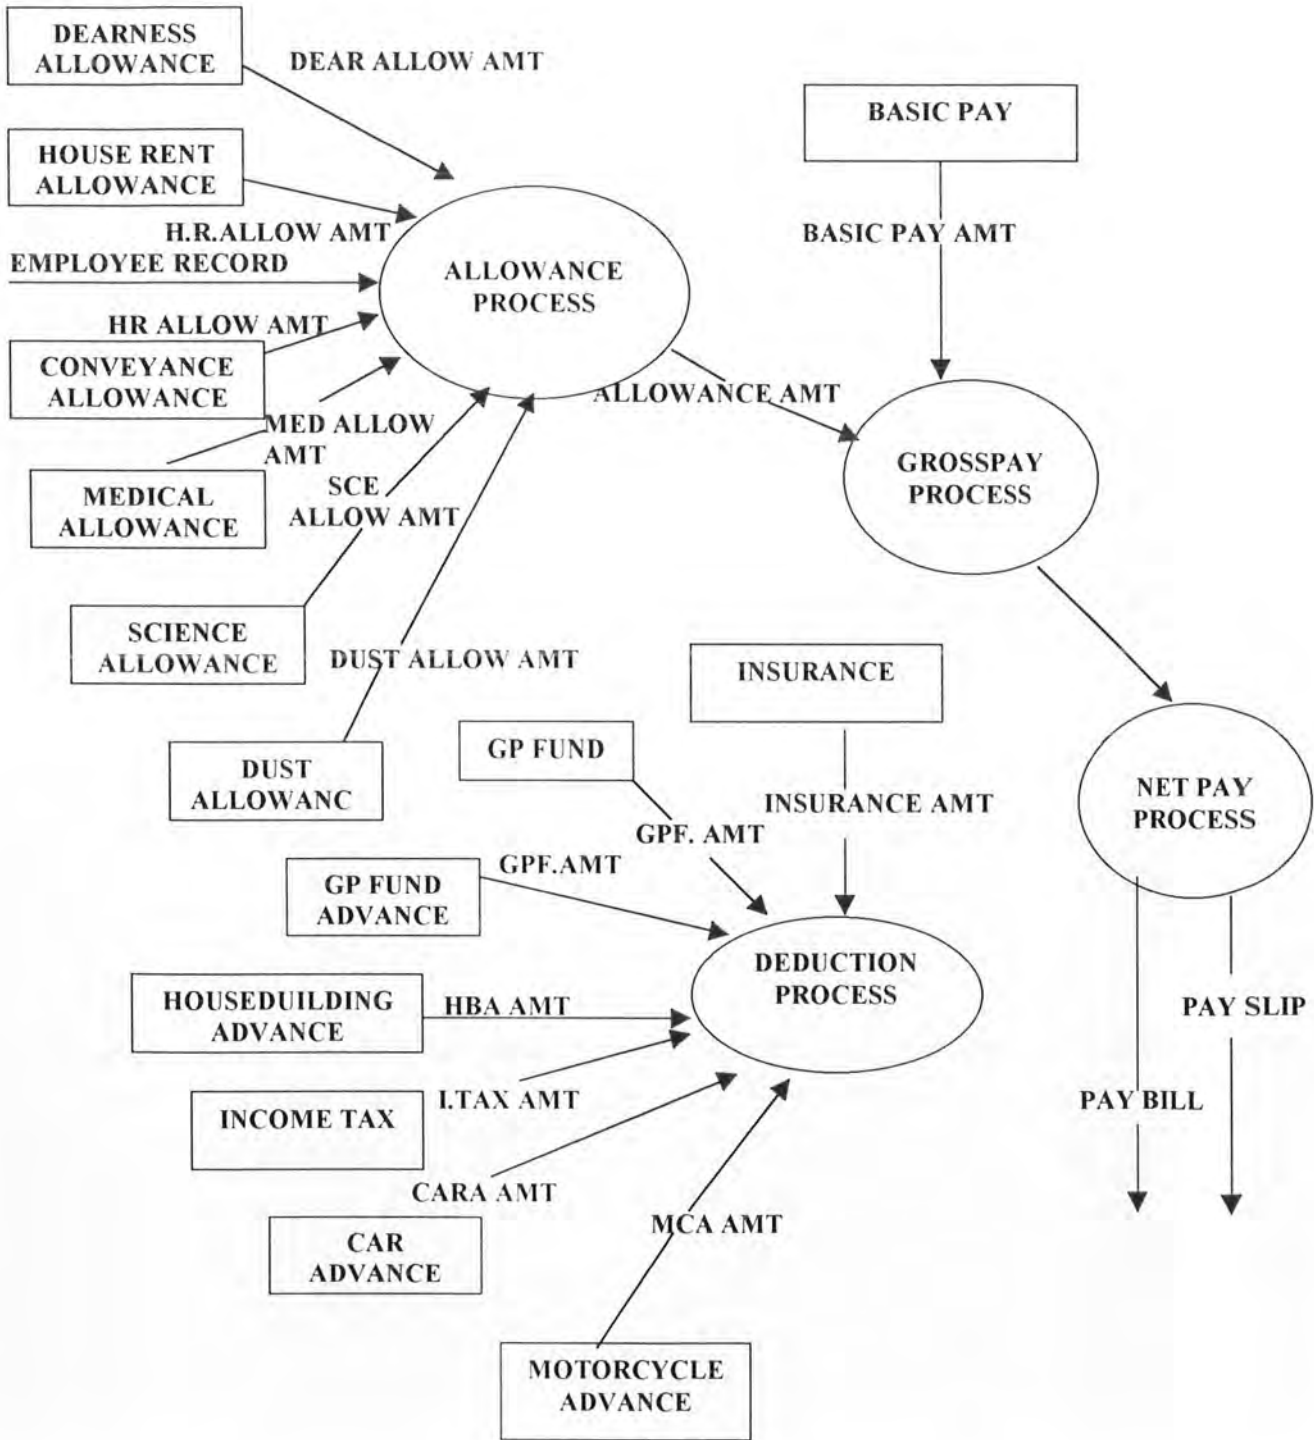 DEARNESS
ALLOWANCE
DEAR ALLOW AMT
BASIC PAY
HOUSE RENT
ALLOWANCE
H.R.ALLOW AMT
EMPLOYEE RECORD
ALLOWANCE
PROCESS
BASIC PAY AMT
HR ALLOW AMT
CONVEYANCE
ALLOWANCE
ALLOWANCE AMT
MED ALLOW
AMT
GROSSPAY
PROCESS
MEDICAL
ALLOWANCE
SCE
ALLOW AMT
SCIENCE
ALLOWANCE
DUST ALLOW AMT
INSURANCE
DUST
ALLOWANC
GP FUND
INSURANCE AMT
NET PAY
PROCESS
GPF. AMT
GPF.AMT
GP FUND
ADVANCE
DEDUCTION
PROCESS
HOUSEDUILDING
ADVANCE
HBA AMT
PAY SLIP
I.TAX AMT
INCOME TAX
PAY BILL
CARA AMT
MCA AMT
CAR
ADVANCE
MOTORCYCLE
ADVANCE